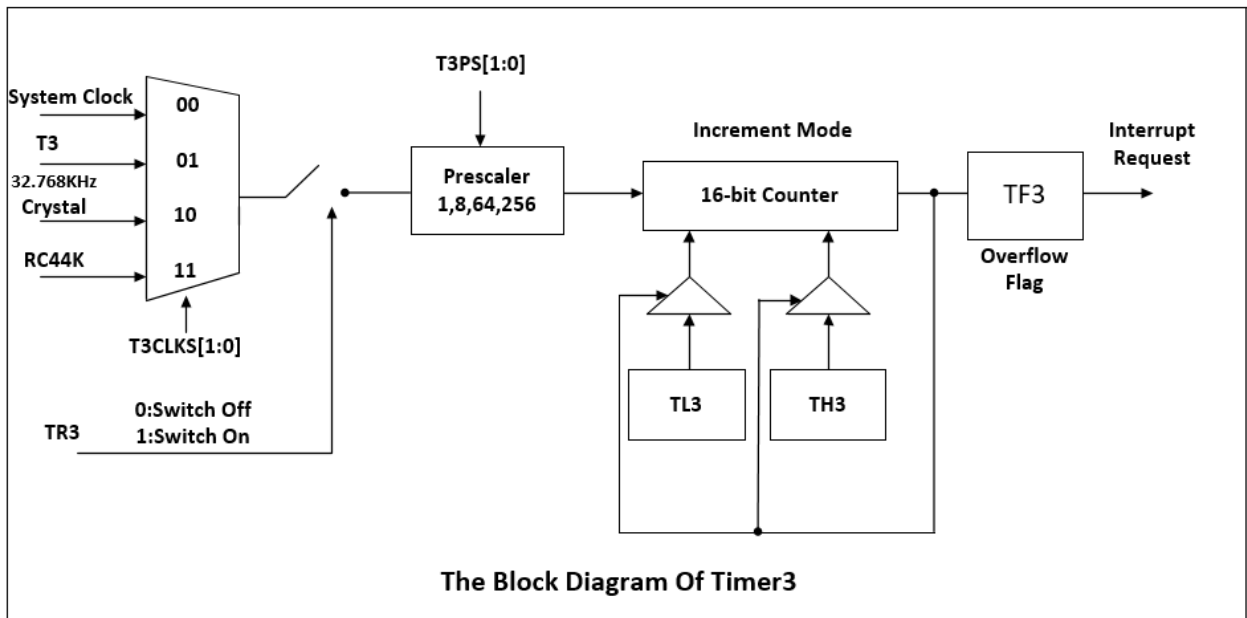 System Clock
T3
32.768KHz
Crystal
RC44K
00
01
10
11
T3CLKS[1:0]
TR3
0:Switch Off
1:Switch On
T3PS[1:0]
Prescaler
1,8,64,256
Increment Mode
16-bit Counter
TL3
TH3
TF3
Overflow
Flag
Interrupt
Request
The Block Diagram Of Timer3